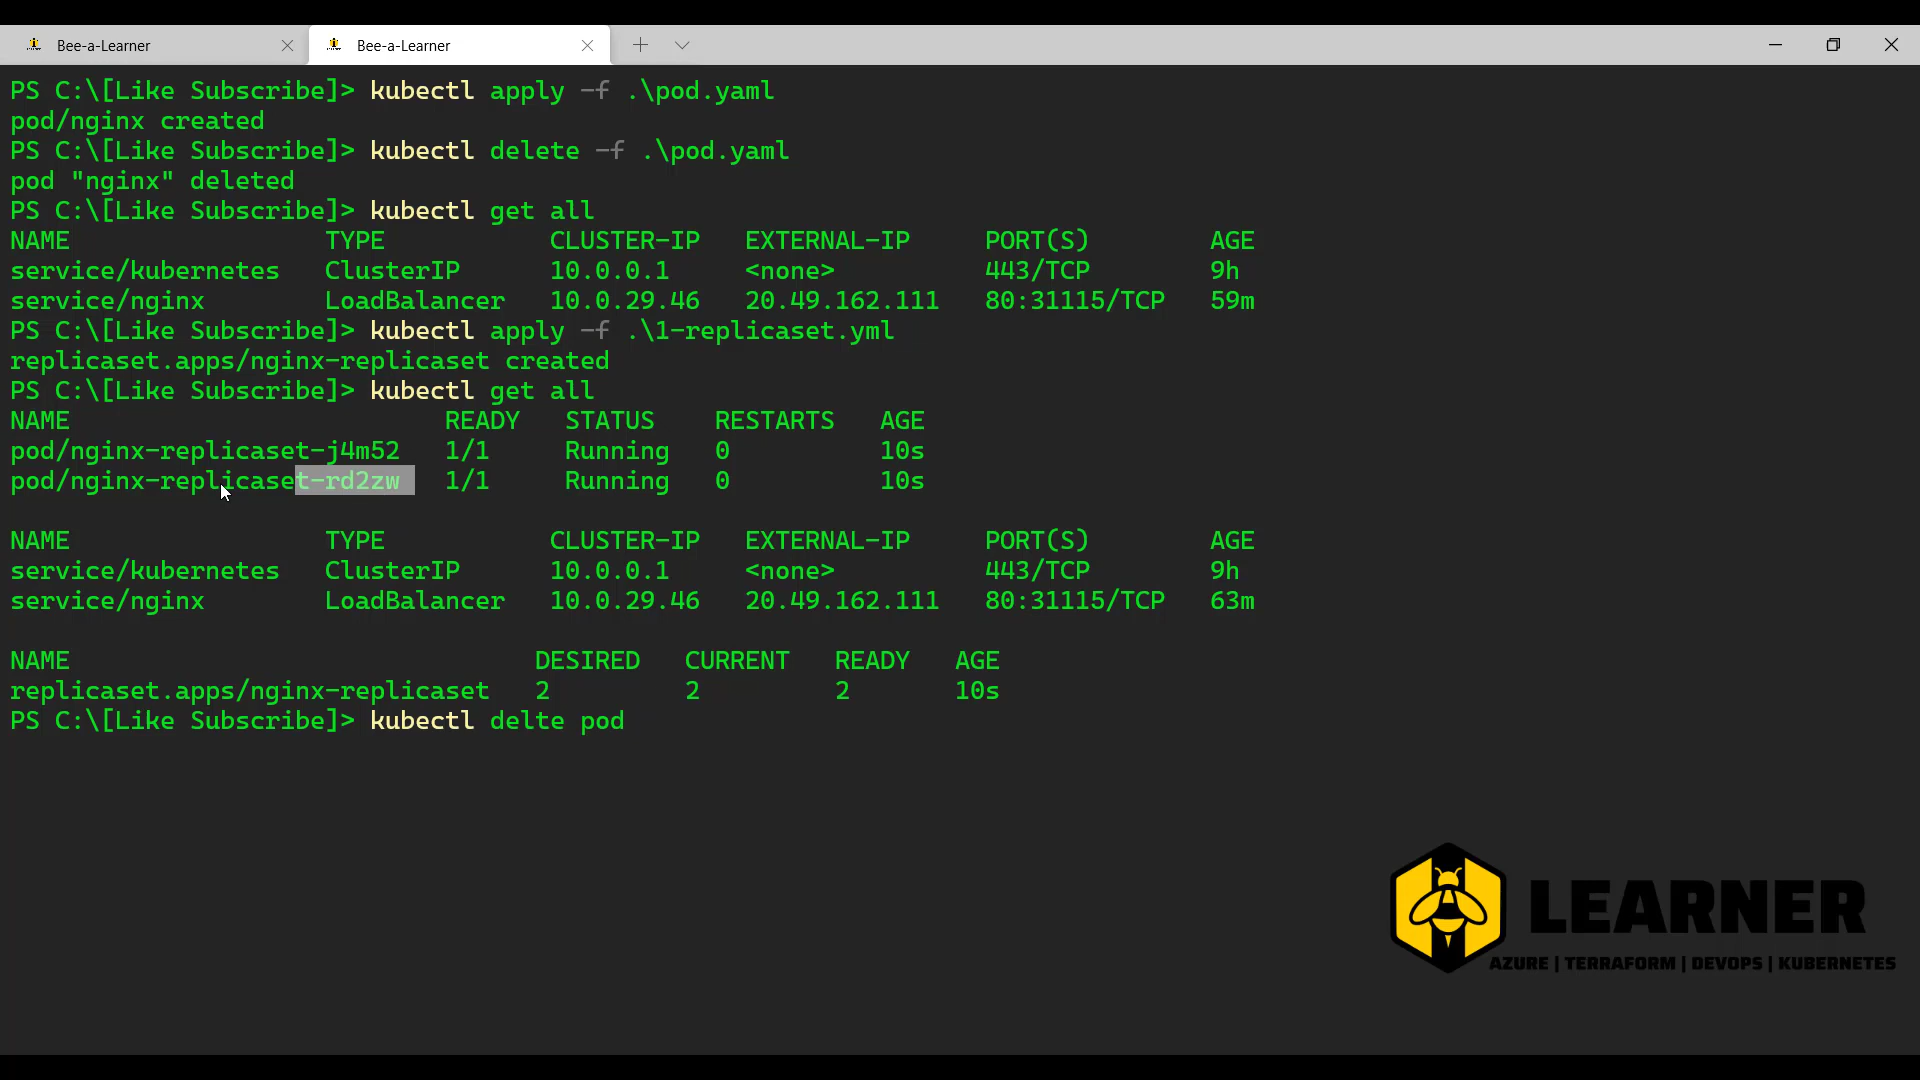 Bee-a-Learner
Bee-a-Learner
PS C:\[Like Subscribe]> kubectl apply -f .\pod.yaml
pod/nginx created
PS C:\[Like Subscribe]> kubectl delete -f .\pod.yaml
pod "nginx" deleted
PS C:\[Like Subscribe]> kubectl get all
NAME TYPE CLUSTER-IP EXTERNAL-IP PORT(S) AGE
service/kubernetes ClusterIP 10.0.0.1 <none> 443/TCP 9h
service/nginx LoadBalancer 10.0.29.46 20.49.162.111 80:31115/TCP 59m
PS C:\[Like Subscribe]> kubectl apply -f .\1-replicaset.yml
replicaset.apps/nginx-replicaset created
PS C:\[Like Subscribe]> kubectl get all
NAME READY STATUS RESTARTS AGE
pod/nginx-replicaset-j4m52 1/1 Running 0 10s
pod/nginx-replicaset-rd2zw 1/1 Running 0 10s
NAME TYPE CLUSTER-IP EXTERNAL-IP PORT(S) AGE
service/kubernetes ClusterIP 10.0.0.1 <none> 443/TCP 9h
service/nginx LoadBalancer 10.0.29.46 20.49.162.111 80:31115/TCP 63m
NAME DESIRED CURRENT READY AGE
replicaset.apps/nginx-replicaset 2 2 2 10s
PS C:\[Like Subscribe]> kubectl delte pod
LEARNER
AZURE | TERRAFORM | DEVOPS | KUBERNETES